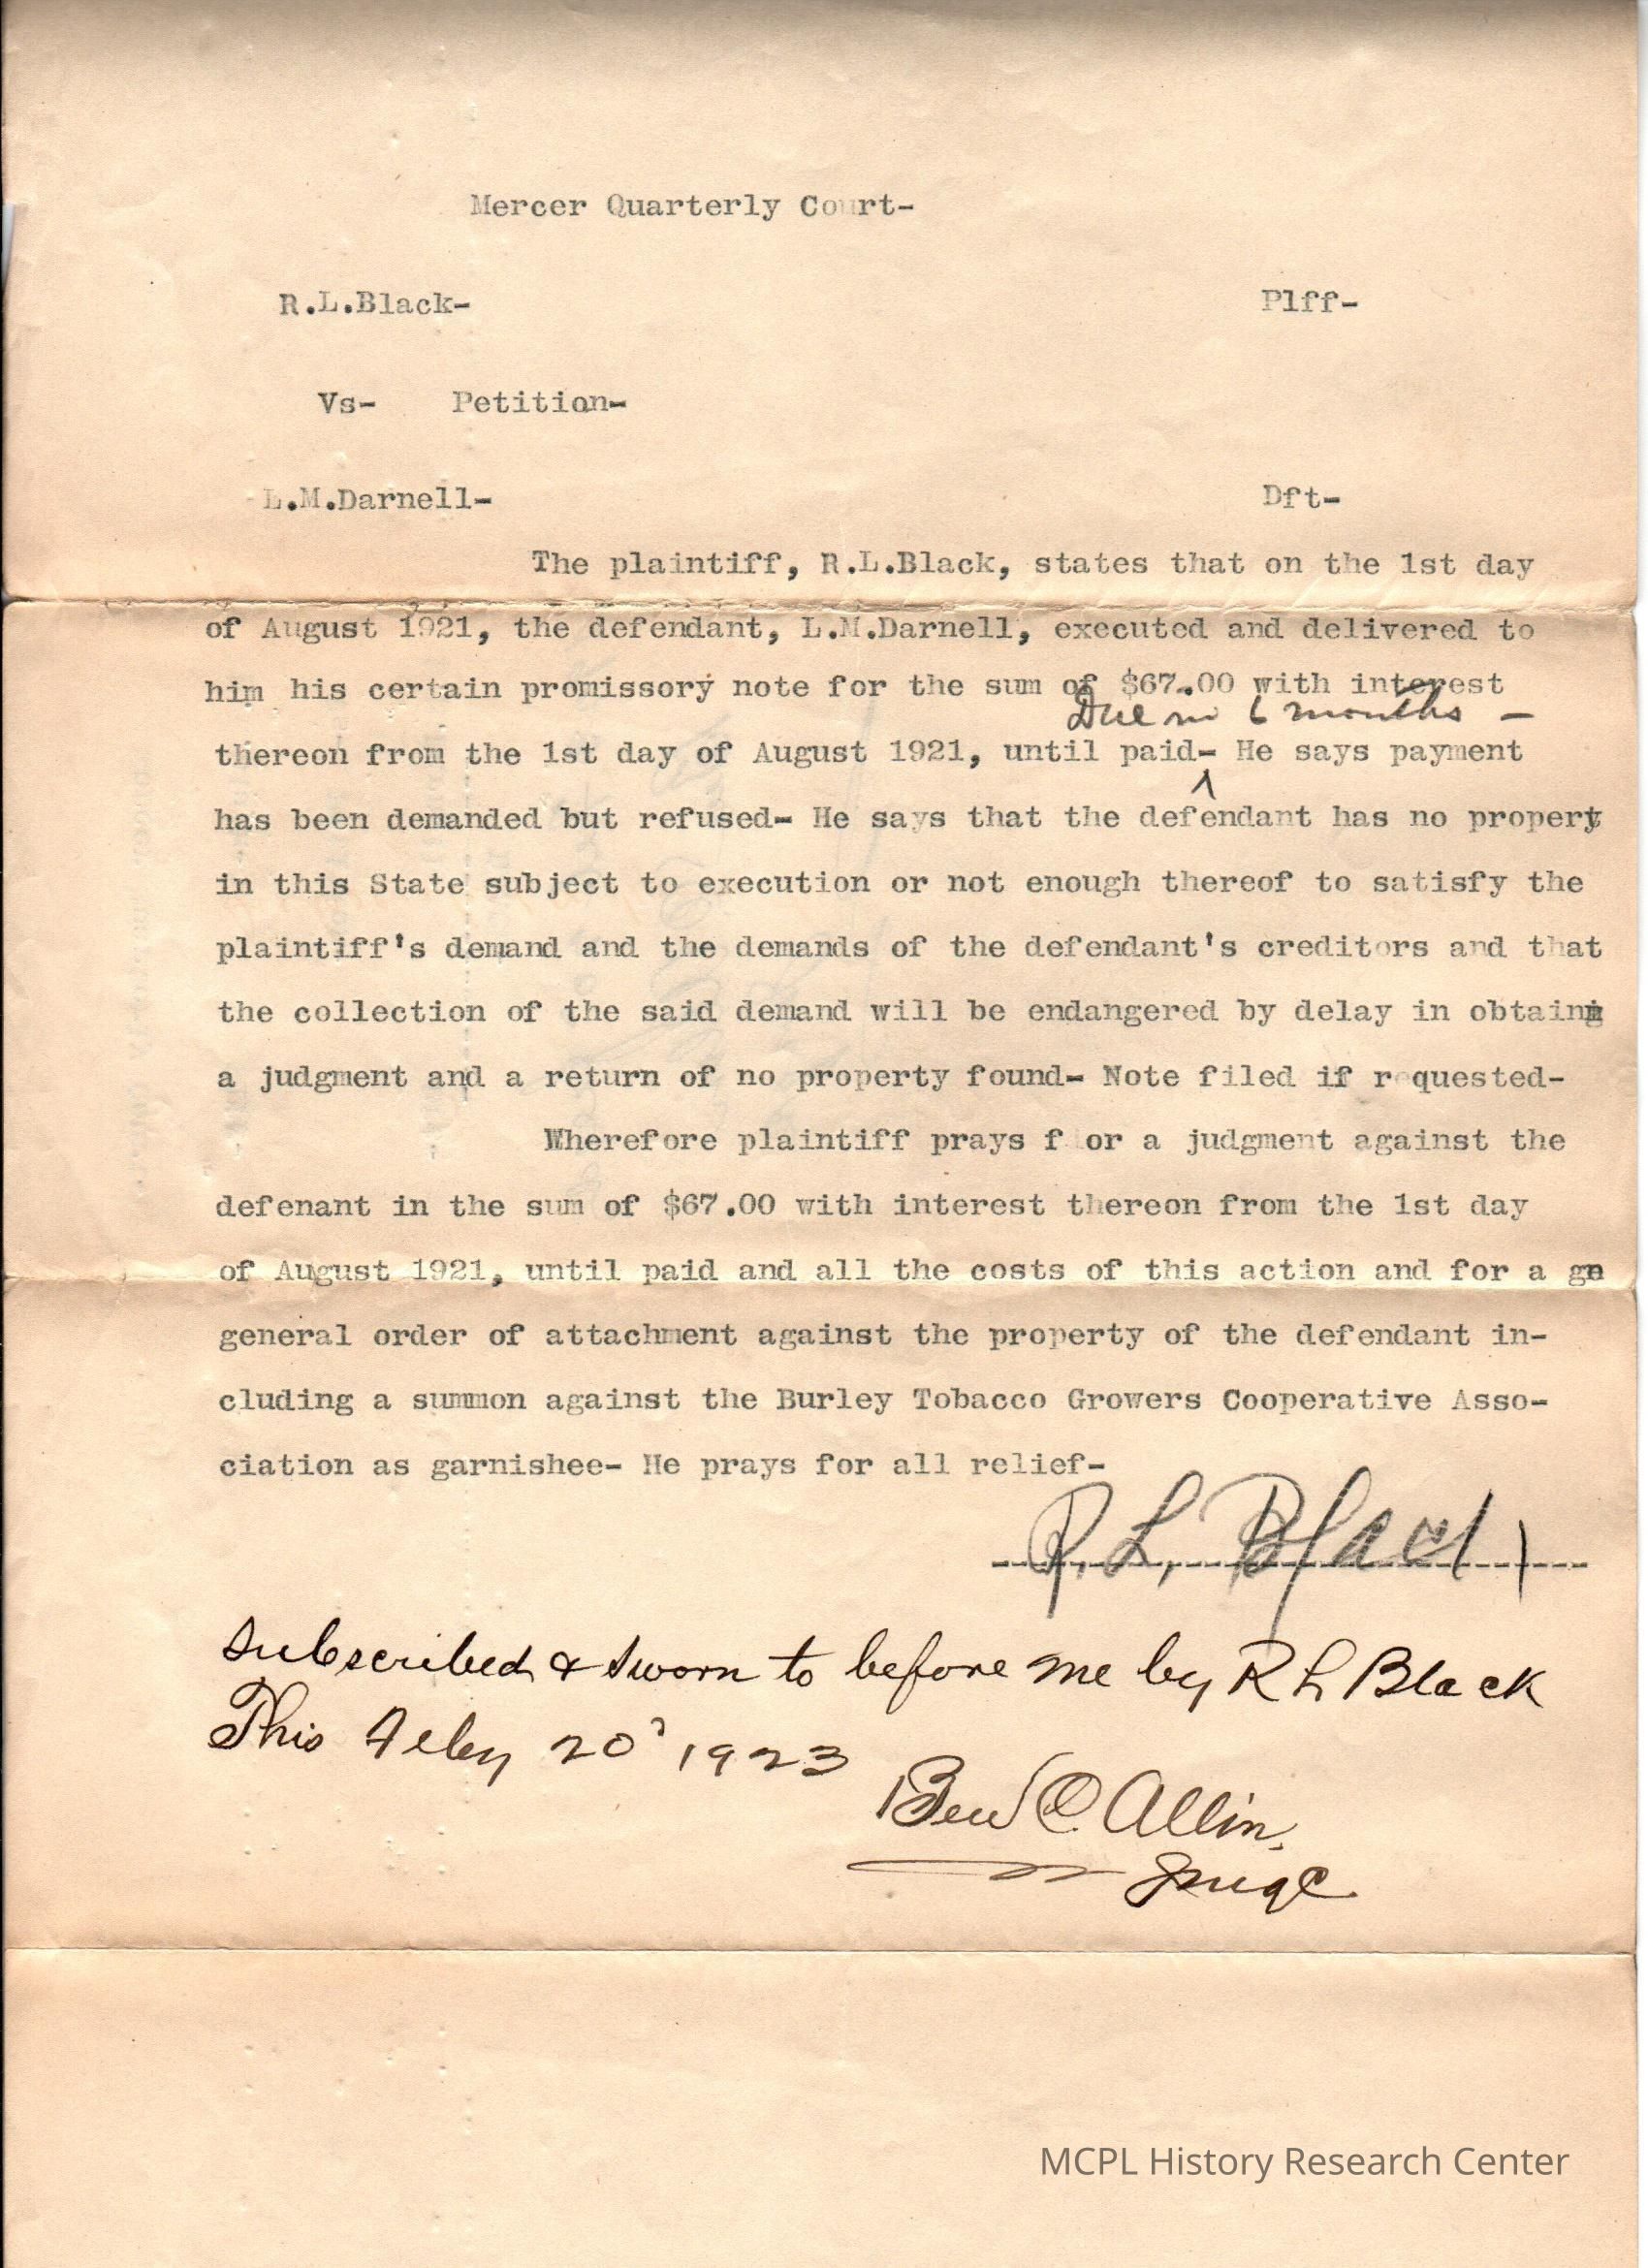 Mercer Quarterly Court-
R.L.Black- Plff-
Vs- Petition-
L.M.Darnell- Dft-
The plaintiff, R.L.Black, states that on the 1st day
of August 1921, the defendant, L.M.Darnell, executed and delivered to
him his certain promissory note for the sum of $67.00 with interest
Due in 6 months -
thereon from the 1st day of August 1921, until paid- He says payment
has been demanded but refused- He says that the defendant has no property
in this State subject to execution or not enough thereof to satisfy the
plaintiff's demand and the demands of the defendant's creditors and that
the collection of the said demand will be endangered by delay in obtaing
a judgment and a return of no property found- Note filed if requested-
Wherefore plaintiff prays f or a judgment against the
defenant in the sum of $67.00 with interest thereon from the 1st day
of August 1921, until paid and all the costs of this action and for a gn
general order of attachment against the property of the defendant in-
cluding a summon against the Burley Tobacco Growers Cooperative Asso-
ciation as garnishee- He prays for all relief-
R.L. Black
Subscribed & sworn to before me by R L Black
This Feby 20' 1923
Ben C. Allin,
Judge
MCPL History Research Center